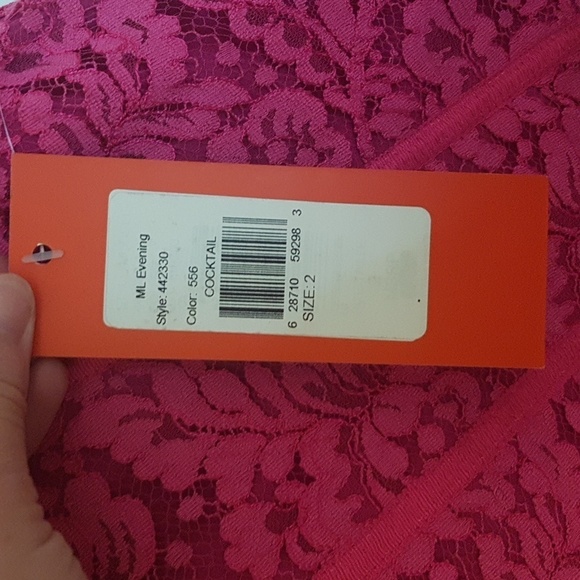 ML Evening
Style: 442330
Color: 556
COCKTAIL
6 28710 59298 3
SIZE: 2